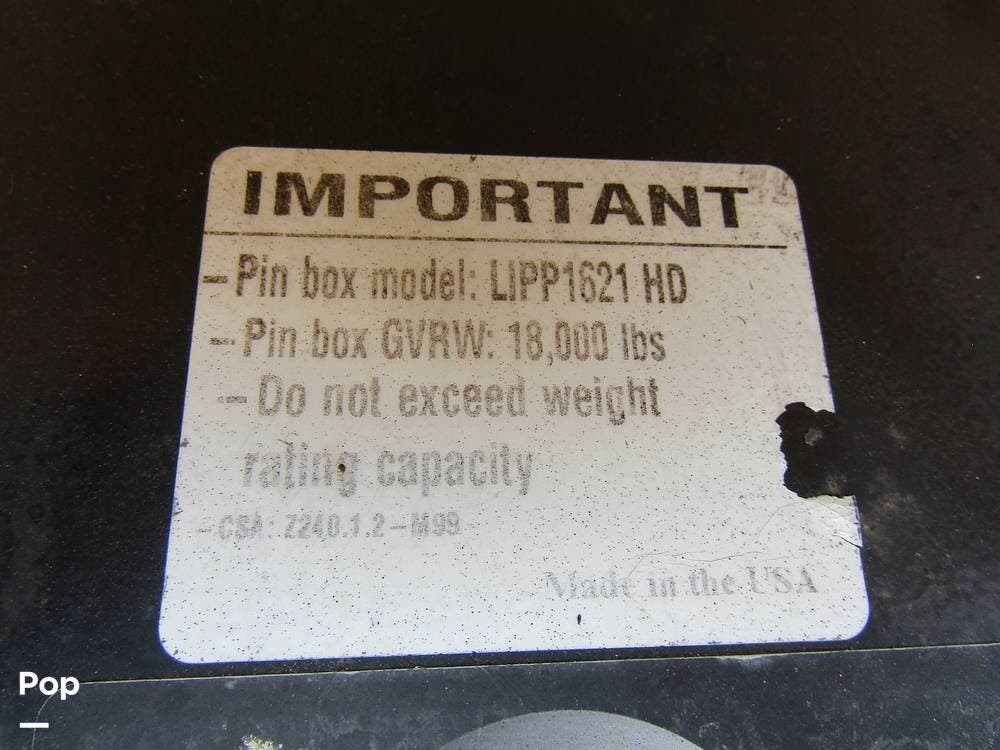 IMPORTANT
- Pin box model: LIPP1621 HD
- Pin box GVRW: 18,000 lbs
- Do not exceed weight
rating capacity
- CSA: Z240.1.2 - M99
Made in the USA
Pop